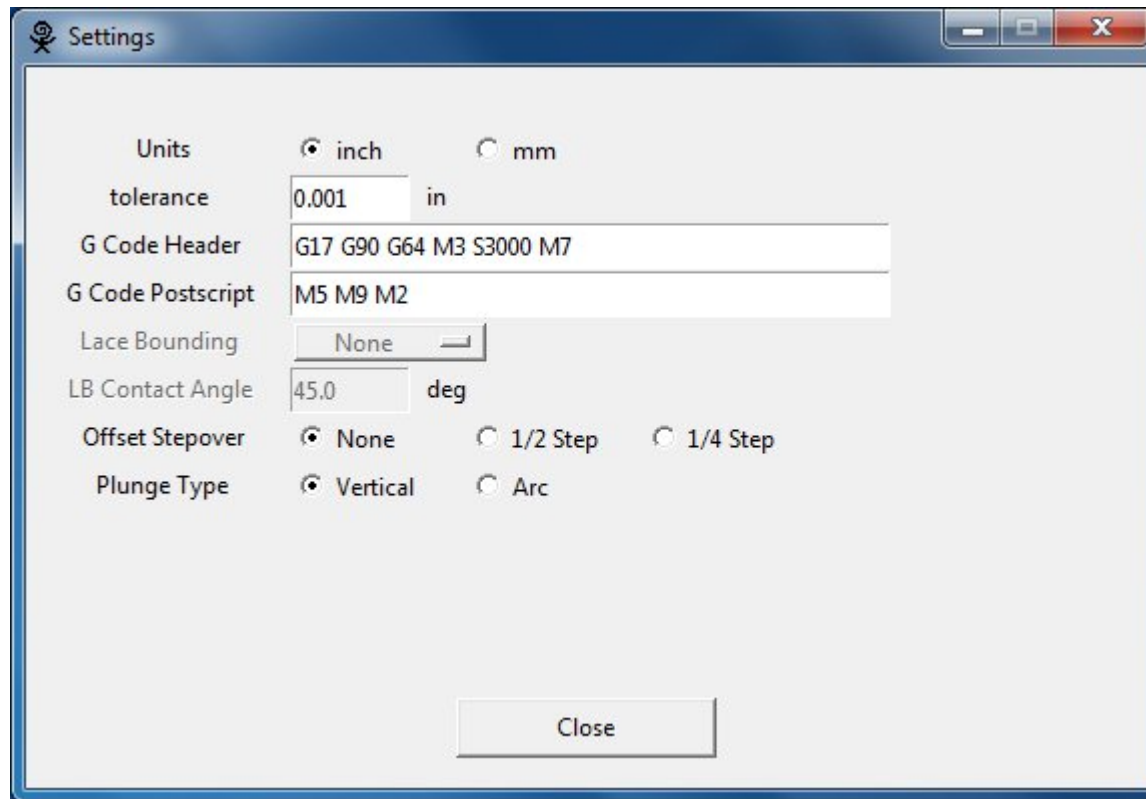 Settings
Units inch mm
tolerance 0.001 in
G Code Header G17 G90 G64 M3 S3000 M7
G Code Postscript M5 M9 M2
Lace Bounding None
LB Contact Angle 45.0 deg
Offset Stepover None 1/2 Step 1/4 Step
Plunge Type Vertical Arc
Close